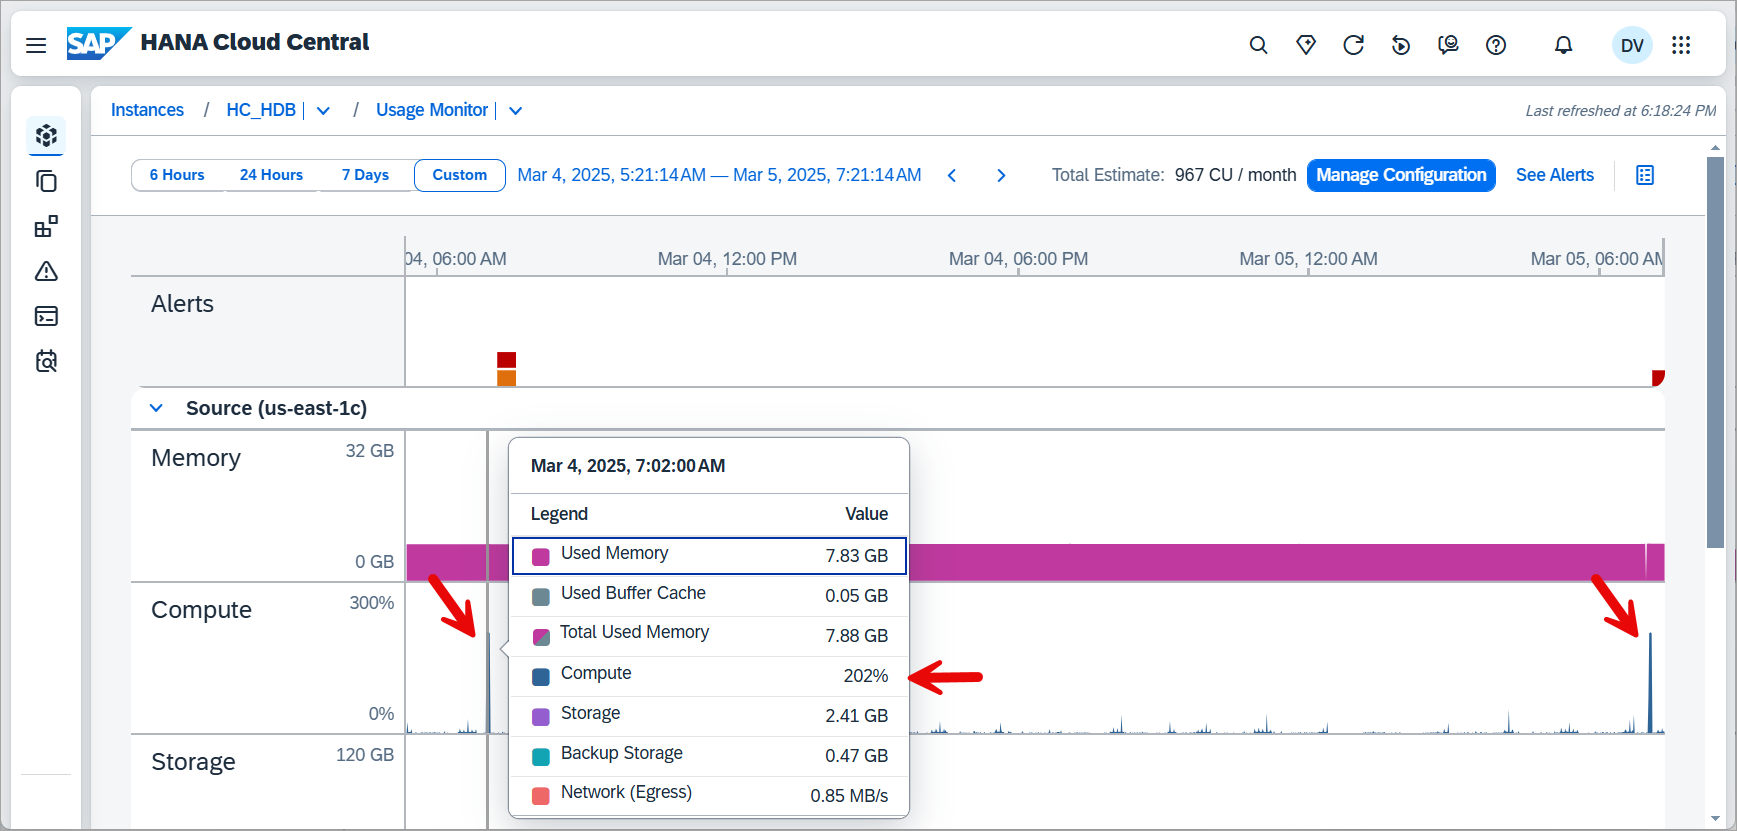 SAP HANA Cloud Central
DV
Instances / HC_HDB | / Usage Monitor |
Last refreshed at 6:18:24 PM
6 Hours 24 Hours 7 Days Custom Mar 4, 2025, 5:21:14 AM — Mar 5, 2025, 7:21:14 AM Total Estimate: 967 CU / month Manage Configuration See Alerts
04, 06:00 AM Mar 04, 12:00 PM Mar 04, 06:00 PM Mar 05, 12:00 AM Mar 05, 06:00 AM
Alerts
Source (us-east-1c)
Memory 32 GB
0 GB
Compute 300%
0%
Storage 120 GB
Mar 4, 2025, 7:02:00 AM
Legend Value
Used Memory 7.83 GB
Used Buffer Cache 0.05 GB
Total Used Memory 7.88 GB
Compute 202%
Storage 2.41 GB
Backup Storage 0.47 GB
Network (Egress) 0.85 MB/s